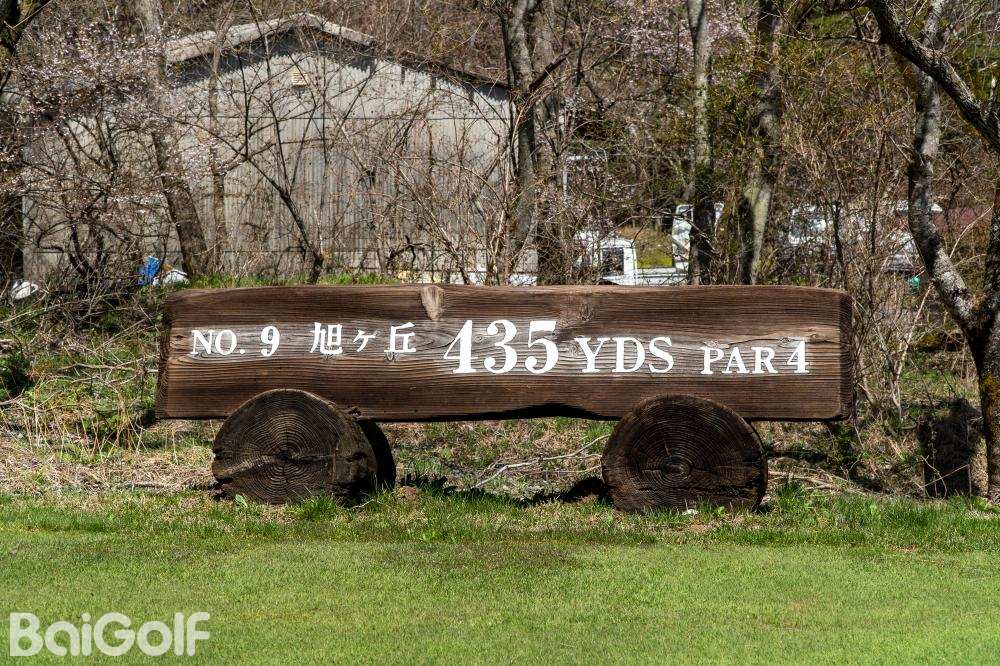 NO. 9 旭ヶ丘 435 YDS PAR 4
BaiGolf